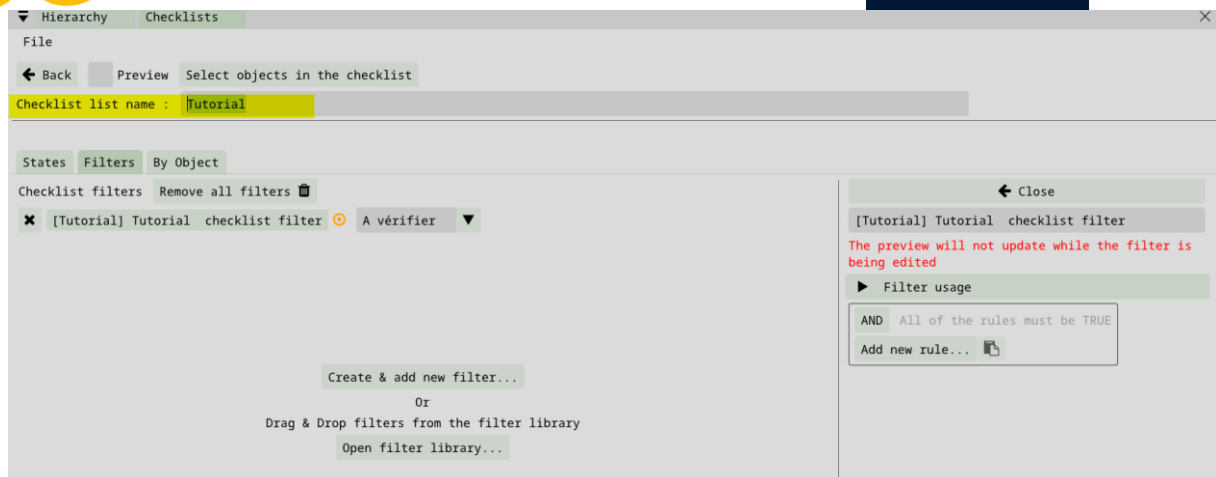 Hierarchy Checklists
File
Back Preview Select objects in the checklist
Checklist list name : Tutorial
States Filters By Object
Checklist filters Remove all filters
[Tutorial] Tutorial checklist filter A vérifier
Create & add new filter...
Or
Drag & Drop filters from the filter library
Open filter library...
Close
[Tutorial] Tutorial checklist filter
The preview will not update while the filter is
being edited
Filter usage
AND All of the rules must be TRUE
Add new rule...